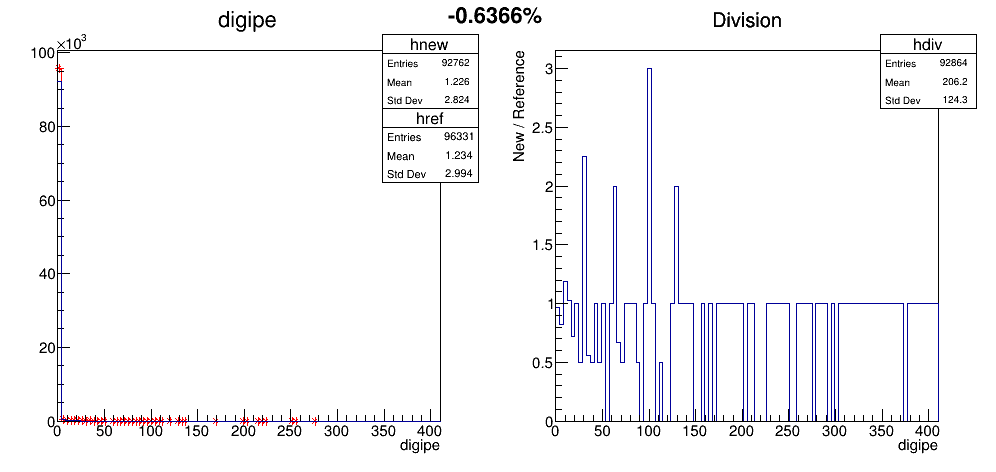 -0.6366%
digipe
×10³
hnew
Entries 92762
Mean 1.226
Std Dev 2.824
href
Entries 96331
Mean 1.234
Std Dev 2.994
100
80
60
40
20
0
0 50 100 150 200 250 300 350 400
digipe
Division
hdiv
Entries 92864
Mean 206.2
Std Dev 124.3
New / Reference
3
2.5
2
1.5
1
0.5
0
0 50 100 150 200 250 300 350 400
digipe